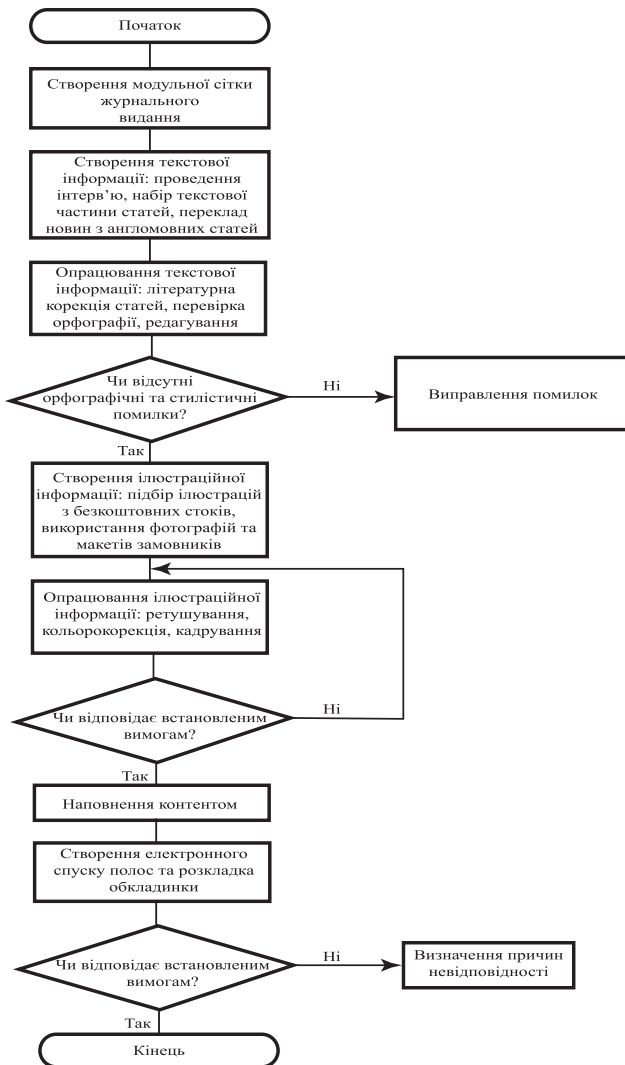 Початок
Створення модульної сітки
журнального
видання
Створення текстової
інформації: проведення
інтерв’ю, набір текстової
частини статей, переклад
новин з англомовних статей
Опрацювання текстової
інформації: літературна
корекція статей, перевірка
орфографії, редагування
Чи відсутні
орфографічні та стилістичні
помилки?
Ні
Виправлення помилок
Так
Створення ілюстраційної
інформації: підбір ілюстрацій
з безкоштовних стоків,
використання фотографій та
макетів замовників
Опрацювання ілюстраційної
інформації: ретушування,
кольорокорекція, кадрування
Чи відповідає встановленим
вимогам?
Ні
Так
Наповнення контентом
Створення електронного
спуску полос та розкладка
обкладинки
Чи відповідає встановленим
вимогам?
Ні
Визначення причин
невідповідності
Так
Кінець